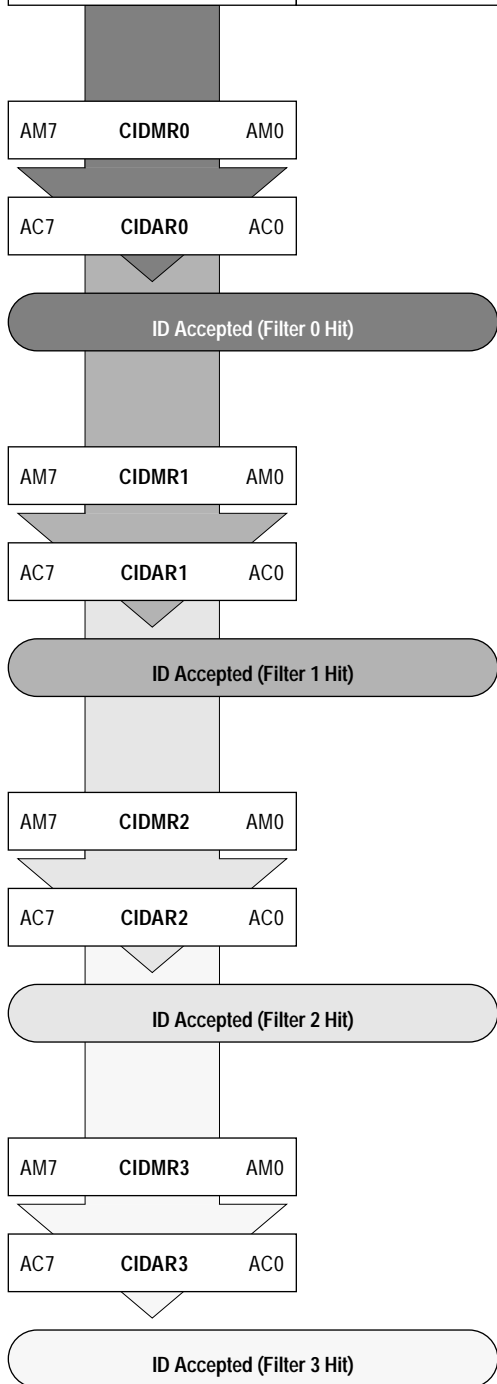 AM7 CIDMR0 AM0
AC7 CIDAR0 AC0
ID Accepted (Filter 0 Hit)
AM7 CIDMR1 AM0
AC7 CIDAR1 AC0
ID Accepted (Filter 1 Hit)
AM7 CIDMR2 AM0
AC7 CIDAR2 AC0
ID Accepted (Filter 2 Hit)
AM7 CIDMR3 AM0
AC7 CIDAR3 AC0
ID Accepted (Filter 3 Hit)